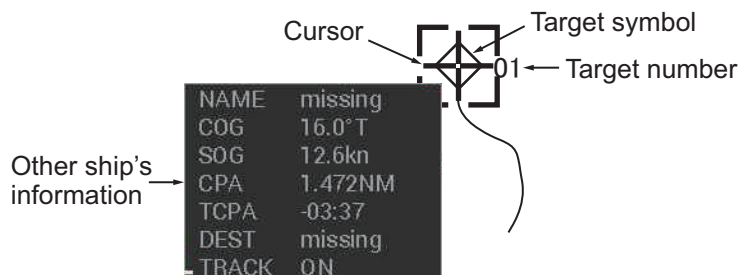 Cursor
Target symbol
01
Target number
NAME missing
COG 16.0°T
SOG 12.6kn
CPA 1.472NM
TCPA -03:37
DEST missing
TRACK ON
Other ship's
information